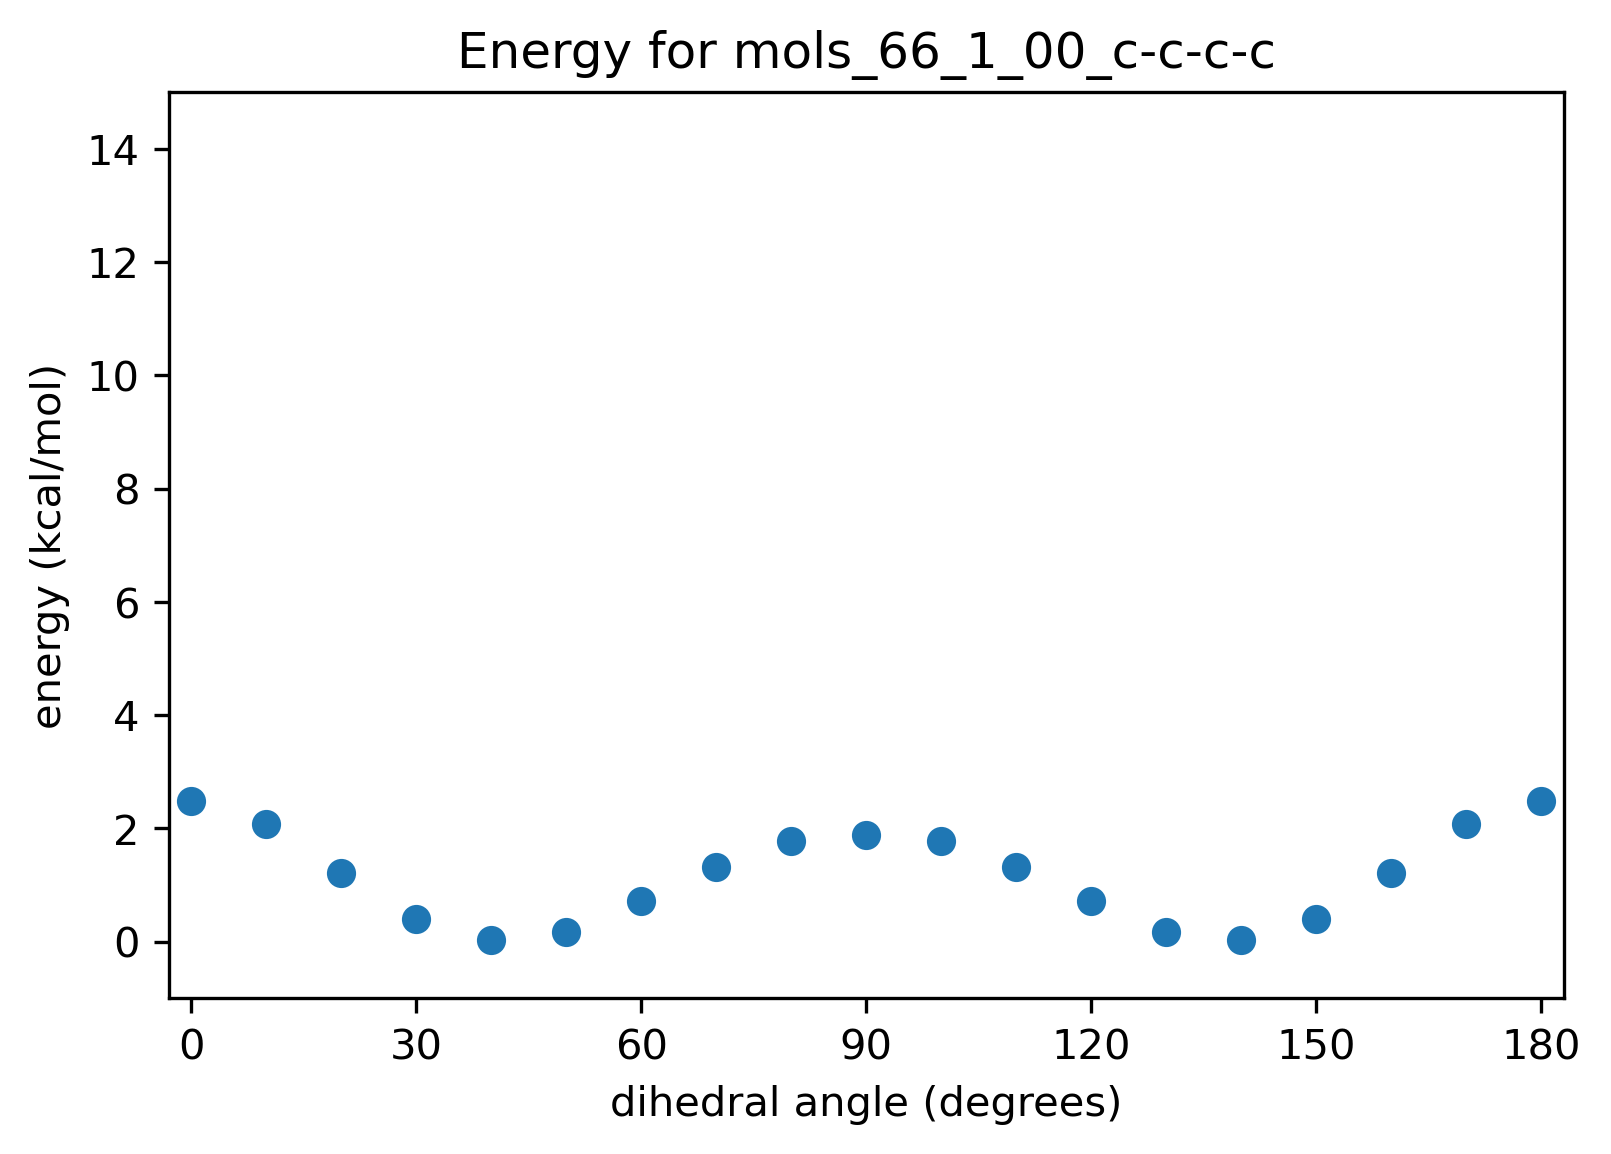 Energy for mols_66_1_00_c-c-c-c
14
12
10
8
6
4
2
0
energy (kcal/mol)
0 30 60 90 120 150 180
dihedral angle (degrees)